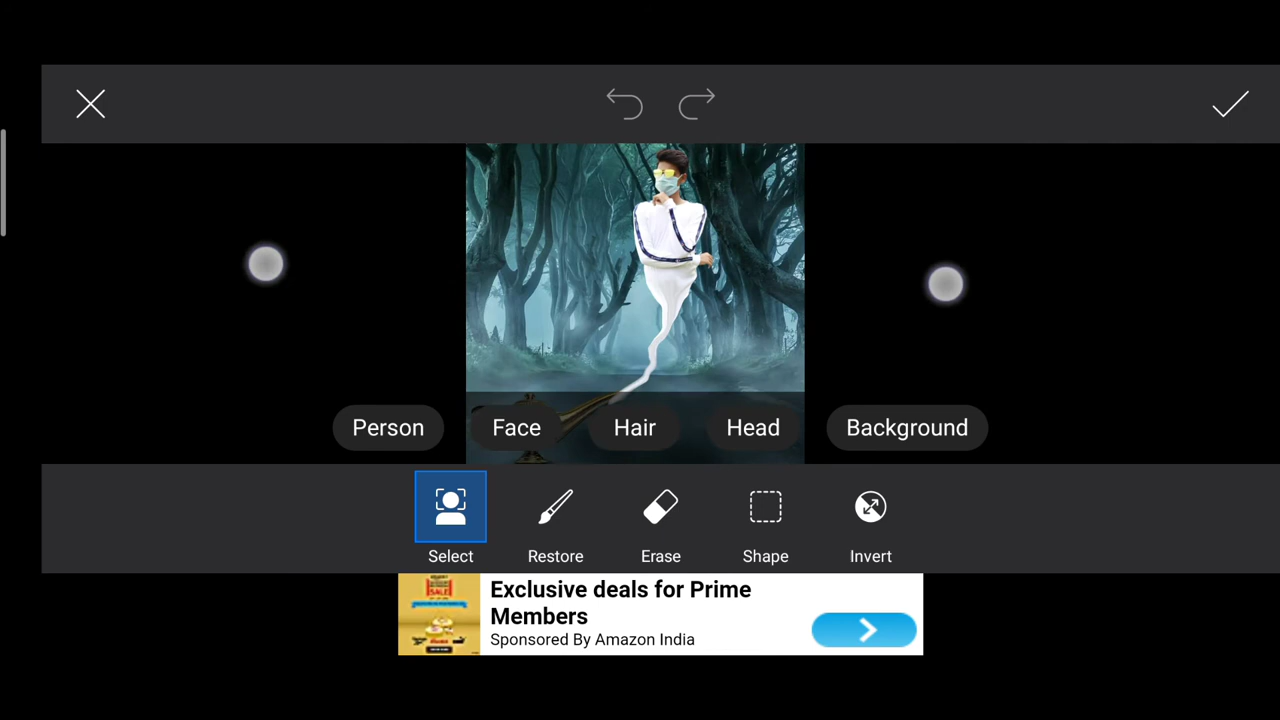 Person
Face
Hair
Head
Background
Select
Restore
Erase
Shape
Invert
Exclusive deals for Prime
Members
Sponsored By Amazon India